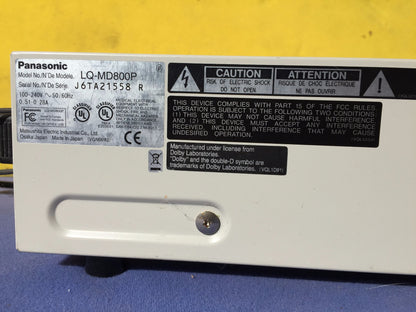 Panasonic
Model No./N° De Modele. LQ-MD800P
Serial No./N° De Serie. J6TA21558 R
100-240V ~ 50/60Hz
0.51-0.28A
Matsushita Electric Industrial Co., Ltd.
Osaka Japan Made in Japan
CAUTION
RISK OF ELECTRIC SHOCK
DO NOT OPEN
ATTENTION
RISQUE DE CHOC ELECTRIQUE
NE PAS OUVRIR
THIS DEVICE COMPLIES WITH PART 15 OF THE FCC RULES
OPERATION IS SUBJECT TO THE FOLLOWING TWO CONDITIONS:
(1) THIS DEVICE MAY NOT CAUSE HARMFUL INTERFERENCE,
AND (2) THIS DEVICE MUST ACCEPT ANY INTERFERENCE
RECEIVED, INCLUDING INTERFERENCE THAT MAY CAUSE
UNDESIRED OPERATION.
Manufactured under license from
Dolby Laboratories.
"Dolby" and the double-D symbol are
trademarks of Dolby Laboratories. (VQL1D91)